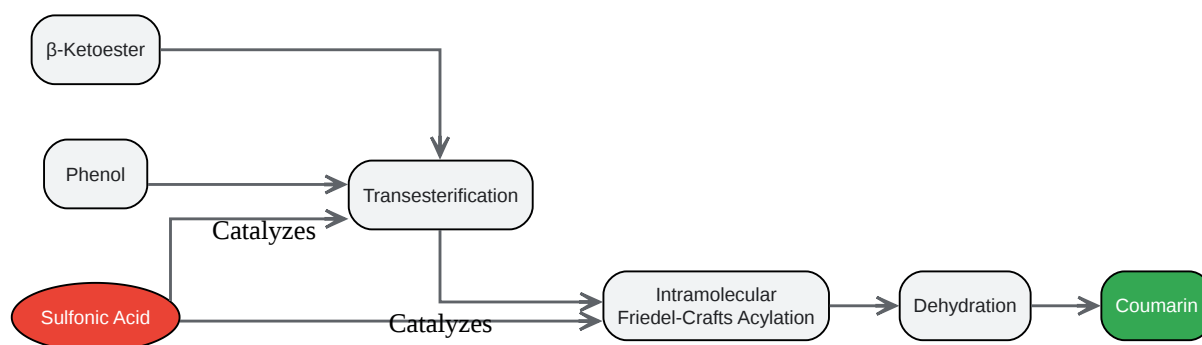 β-Ketoester
Phenol
Transesterification
Catalyzes
Sulfonic Acid
Catalyzes
Intramolecular
Friedel-Crafts Acylation
Dehydration
Coumarin